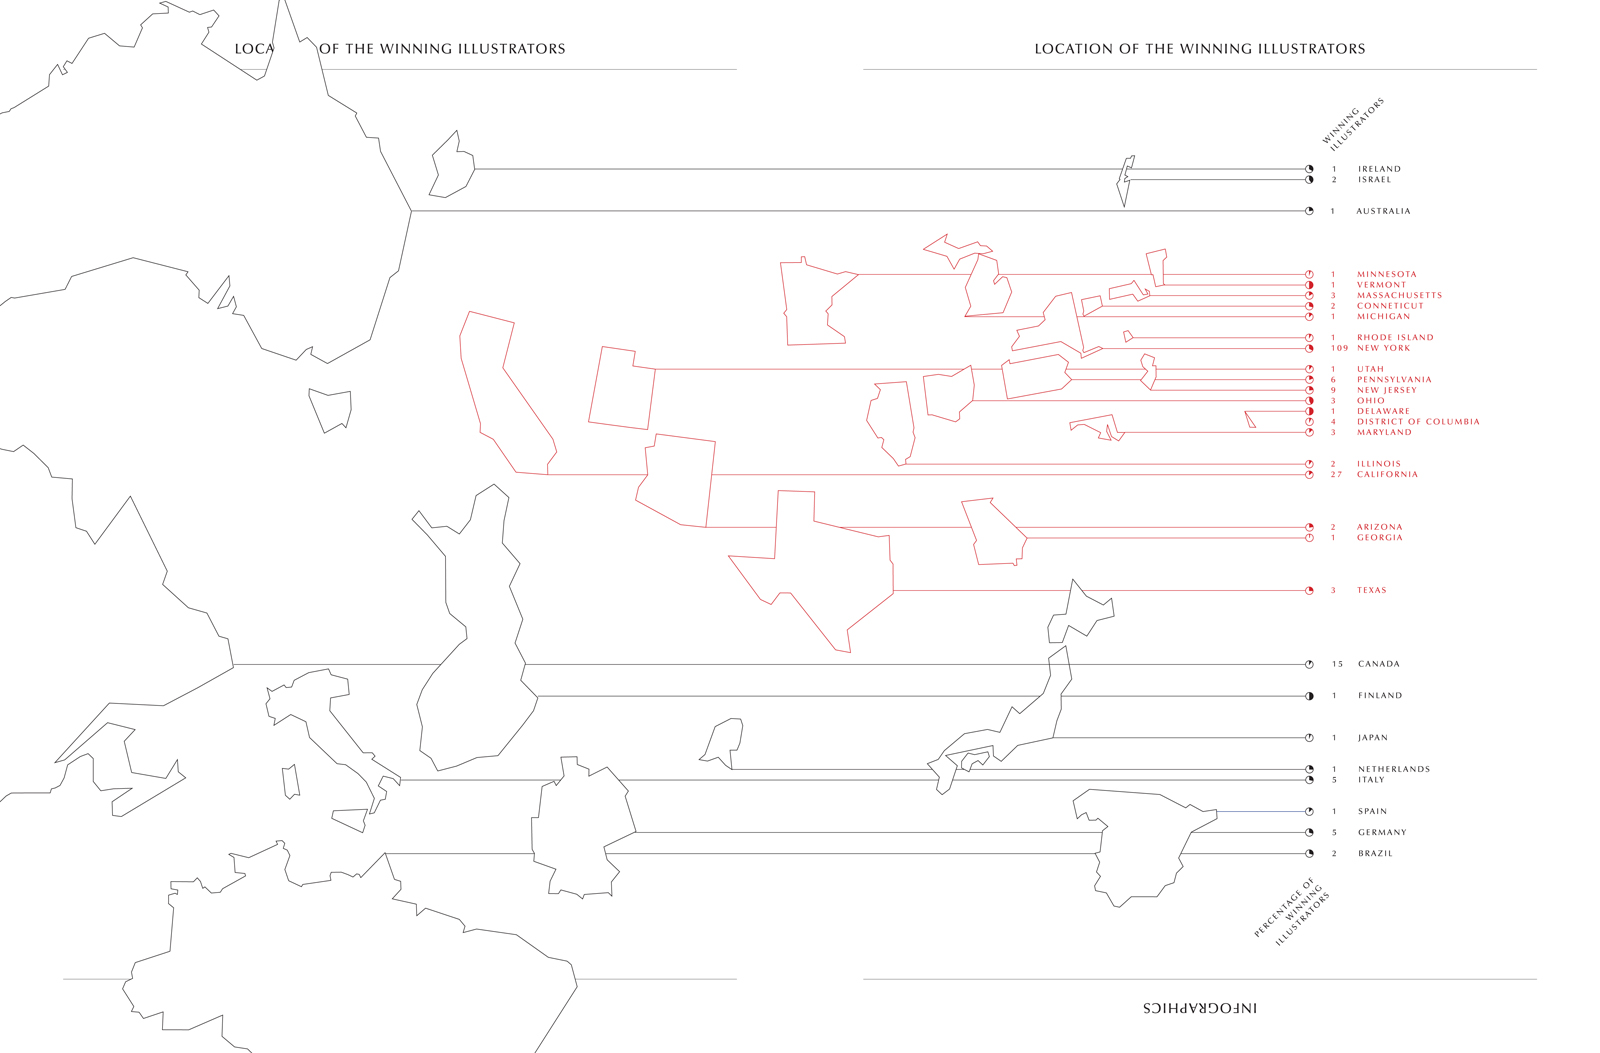 LOCA OF THE WINNING ILLUSTRATORS
LOCATION OF THE WINNING ILLUSTRATORS
WINNING
ILLUSTRATORS
1 IRELAND
2 ISRAEL
1 AUSTRALIA
1 MINNESOTA
1 VERMONT
3 MASSACHUSETTS
2 CONNETICUT
1 MICHIGAN
1 RHODE ISLAND
109 NEW YORK
1 UTAH
6 PENNSYLVANIA
9 NEW JERSEY
3 OHIO
1 DELAWARE
4 DISTRICT OF COLUMBIA
3 MARYLAND
2 ILLINOIS
27 CALIFORNIA
2 ARIZONA
1 GEORGIA
3 TEXAS
15 CANADA
1 FINLAND
1 JAPAN
1 NETHERLANDS
5 ITALY
1 SPAIN
5 GERMANY
2 BRAZIL
PERCENTAGE OF
WINNING
ILLUSTRATORS
INFOGRAPHICS